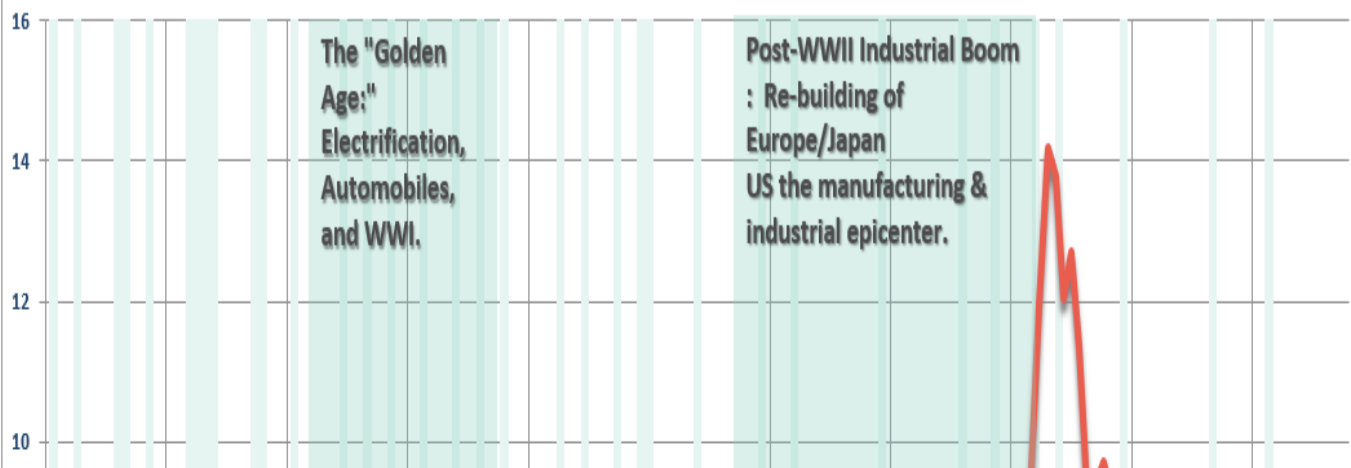 16
The "Golden
Age:"
Electrification,
Automobiles,
and WWI.
Post-WWII Industrial Boom
: Re-building of
Europe/Japan
US the manufacturing &
industrial epicenter.
14
12
10